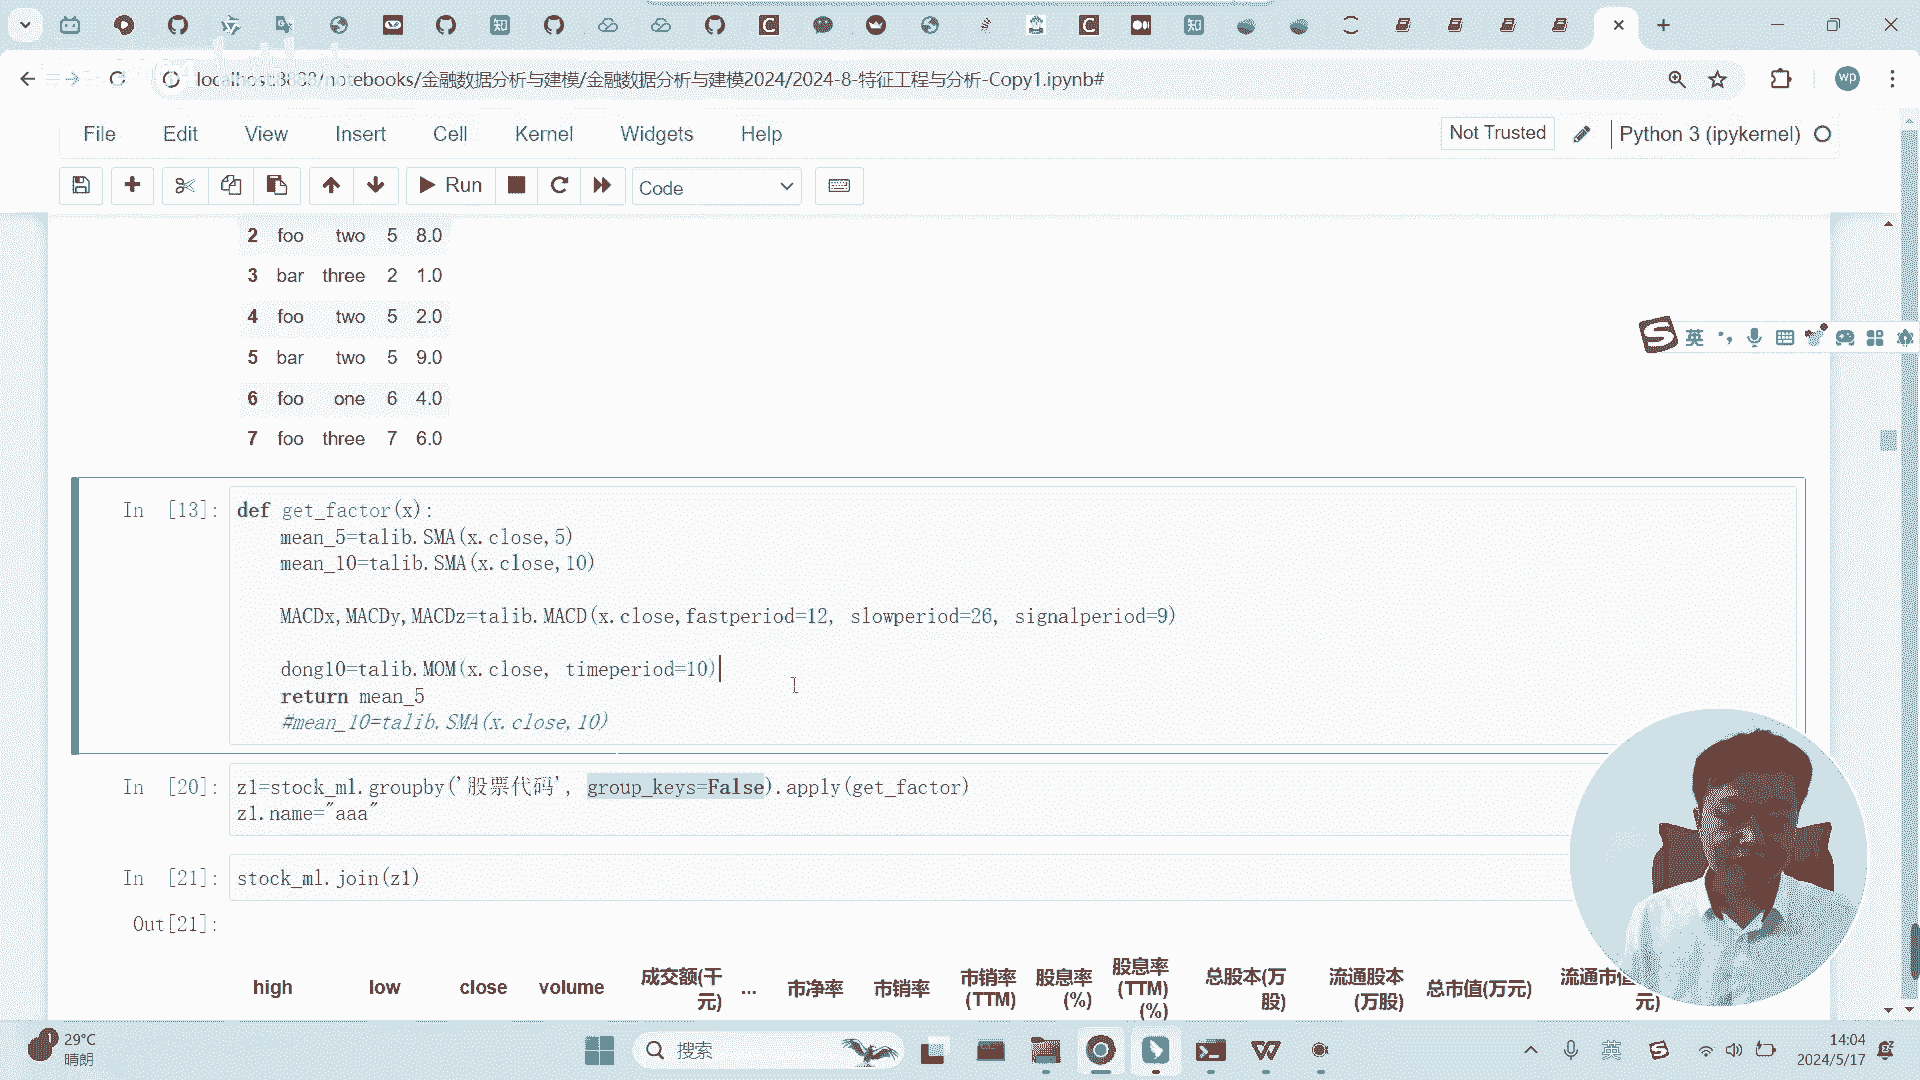 localhost:8888/notebooks/金融数据分析与建模/金融数据分析与建模2024/2024-8-特征工程与分析-Copy1.ipynb#
wp
File Edit View Insert Cell Kernel Widgets Help
Not Trusted
Python 3 (ipykernel)
Run
Code
2 foo two 5 8.0
3 bar three 2 1.0
4 foo two 5 2.0
5 bar two 5 9.0
6 foo one 6 4.0
7 foo three 7 6.0
英
In [13]:
def get_factor(x):
mean_5=talib.SMA(x.close,5)
mean_10=talib.SMA(x.close,10)
MACDx,MACDy,MACDz=talib.MACD(x.close,fastperiod=12, slowperiod=26, signalperiod=9)
dong10=talib.MOM(x.close, timeperiod=10)
return mean_5
#mean_10=talib.SMA(x.close,10)
In [20]:
z1=stock_ml.groupby('股票代码', group_keys=False).apply(get_factor)
z1.name="aaa"
In [21]:
stock_ml.join(z1)
Out[21]:
high low close volume 成交额(千元) ... 市净率 市销率 市销率(TTM) 股息率(%) 股息率(TTM)(%) 总股本(万股) 流通股本(万股) 总市值(万元)
29°C
晴朗
搜索
英
14:04
2024/5/17